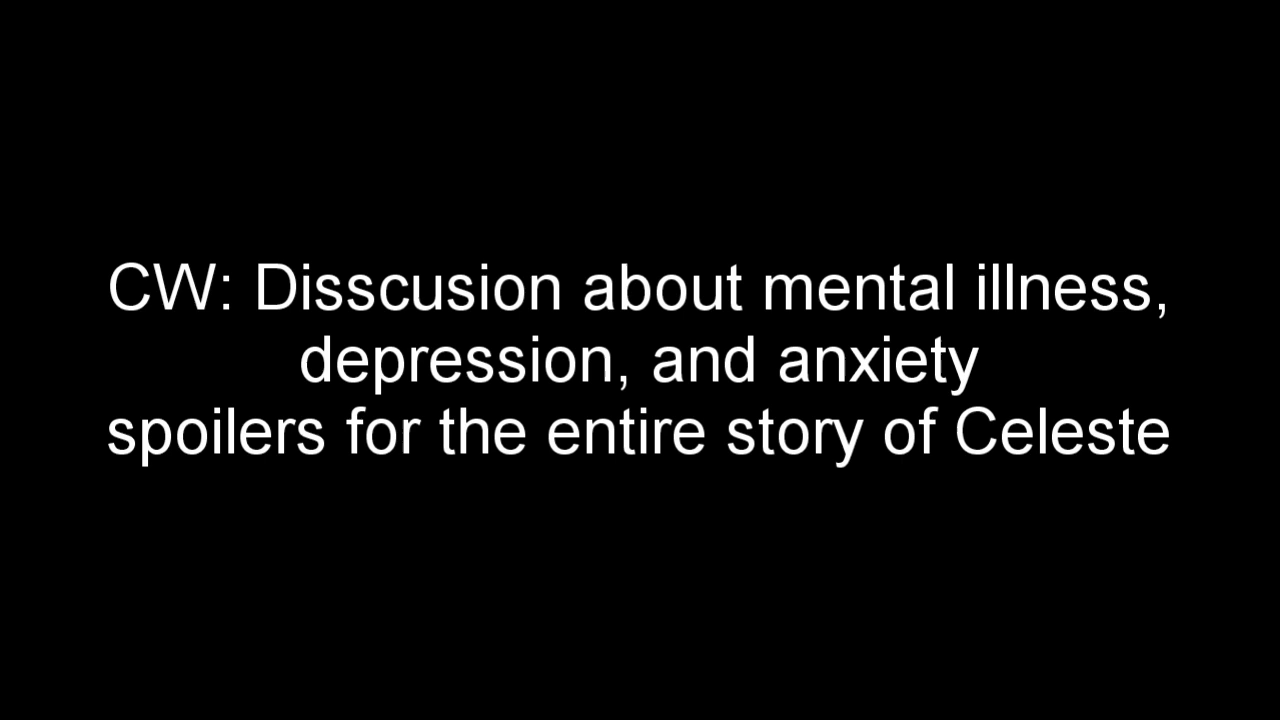 CW: Disscusion about mental illness,
depression, and anxiety
spoilers for the entire story of Celeste